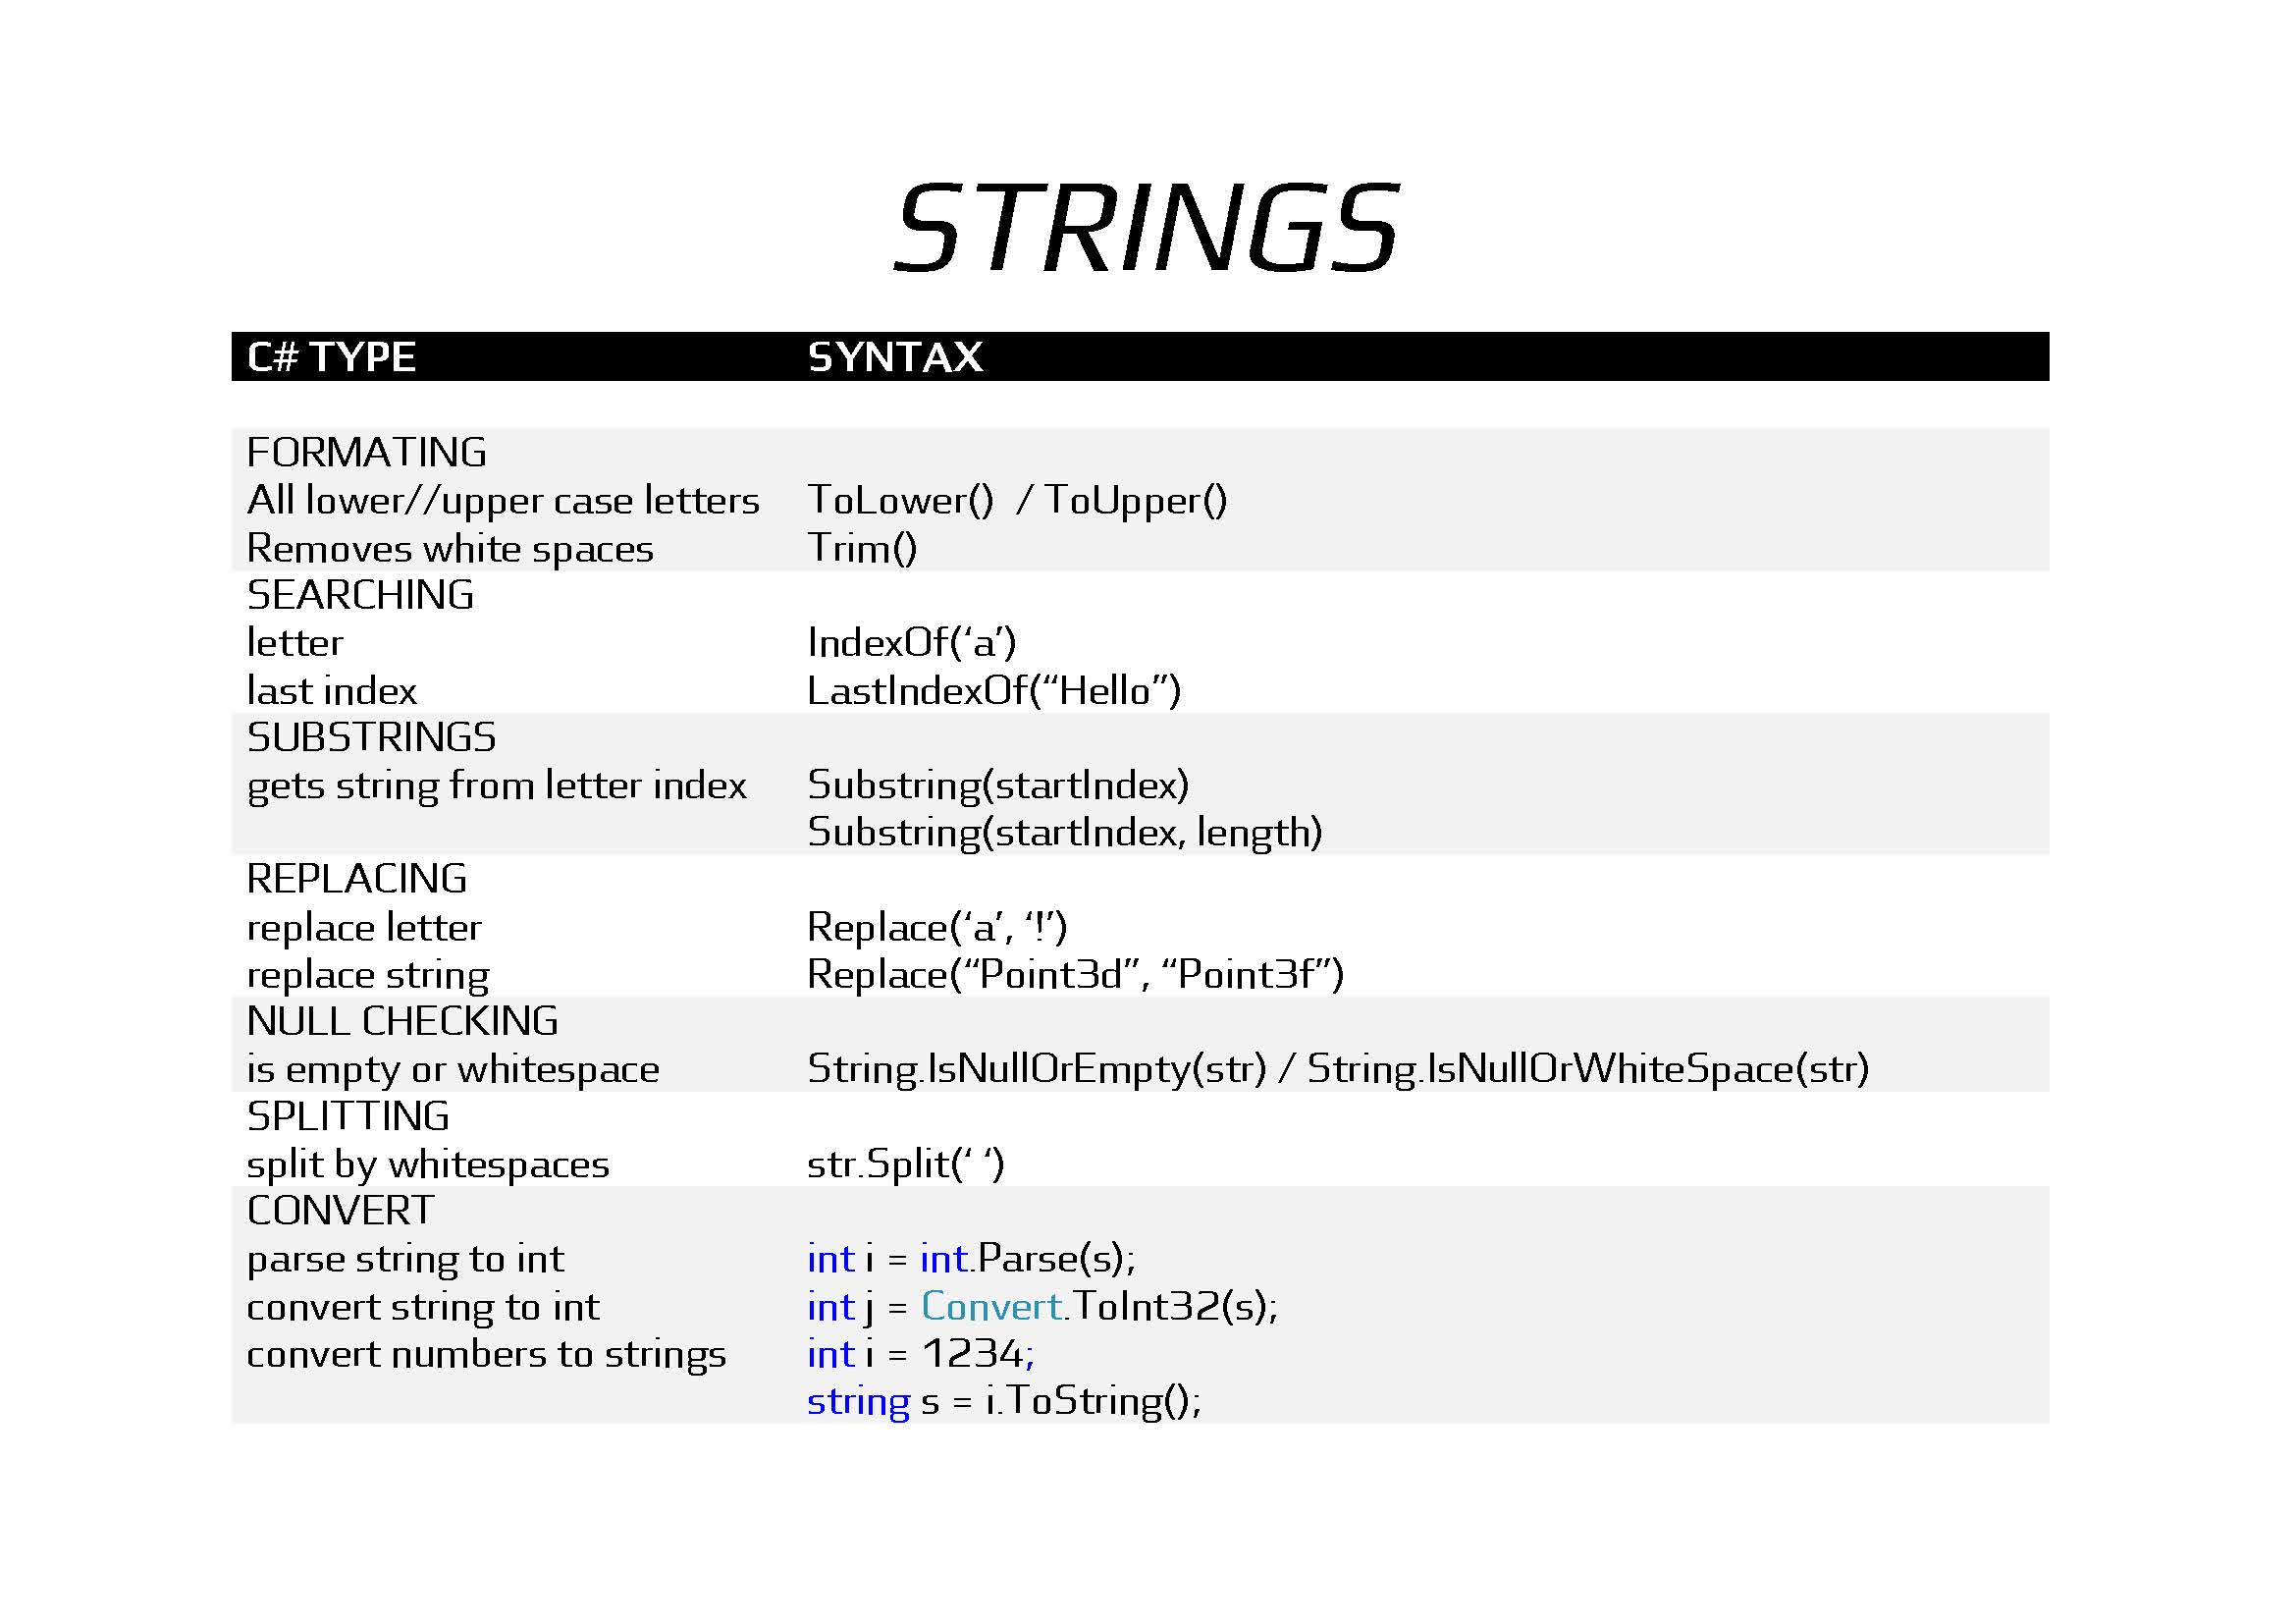 STRINGS
C# TYPE SYNTAX
FORMATING
All lower//upper case letters ToLower()  / ToUpper()
Removes white spaces Trim()
SEARCHING
letter IndexOf(‘a’)
last index LastIndexOf(“Hello”)
SUBSTRINGS
gets string from letter index Substring(startIndex)
Substring(startIndex, length)
REPLACING
replace letter Replace(‘a’, ‘!’)
replace string Replace(“Point3d”, “Point3f”)
NULL CHECKING
is empty or whitespace String.IsNullOrEmpty(str) / String.IsNullOrWhiteSpace(str)
SPLITTING
split by whitespaces str.Split(‘ ‘)
CONVERT
parse string to int int i = int.Parse(s);
convert string to int int j = Convert.ToInt32(s);
convert numbers to strings int i = 1234;
string s = i.ToString();